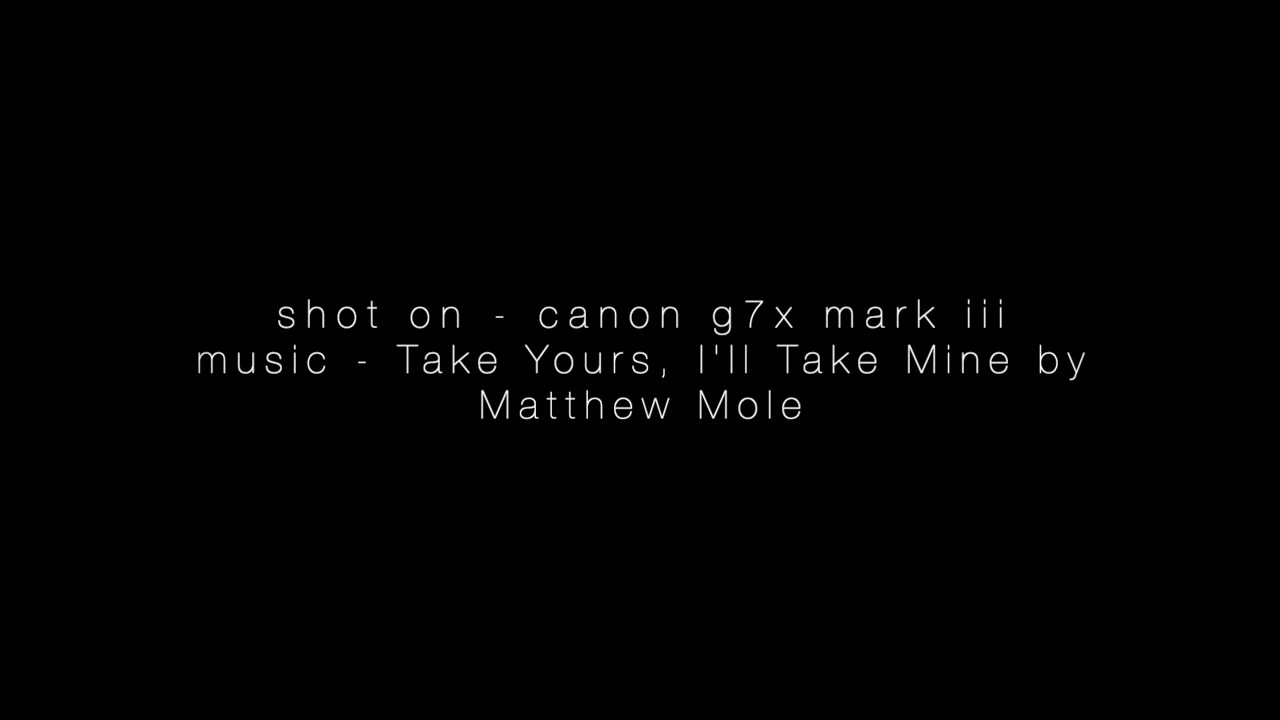 shot on - canon g7x mark iii
music - Take Yours, I'll Take Mine by
Matthew Mole